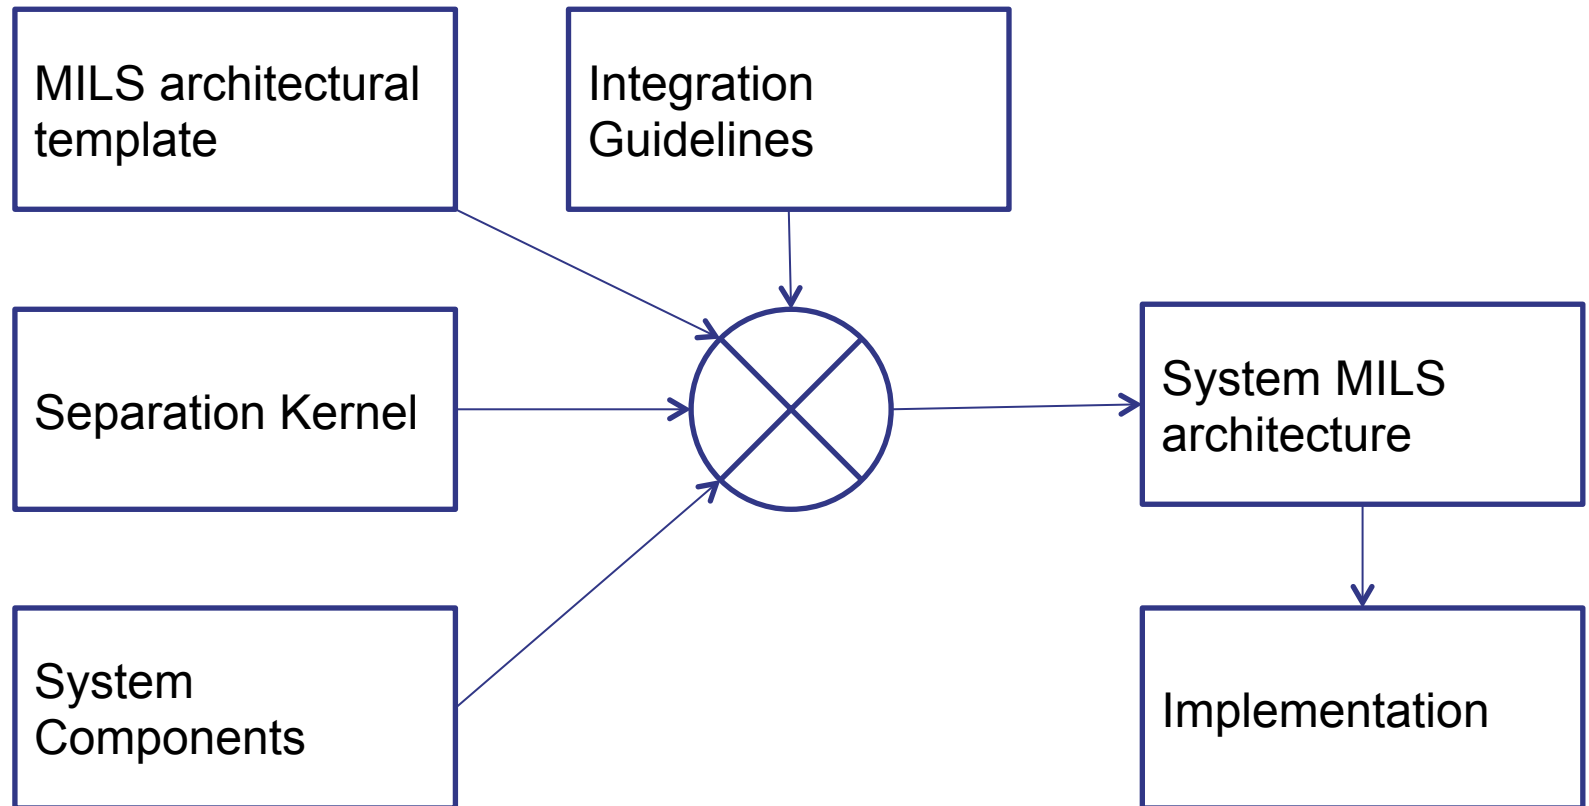 MILS architectural
template
Integration
Guidelines
Separation Kernel
System MILS
architecture
System
Components
Implementation